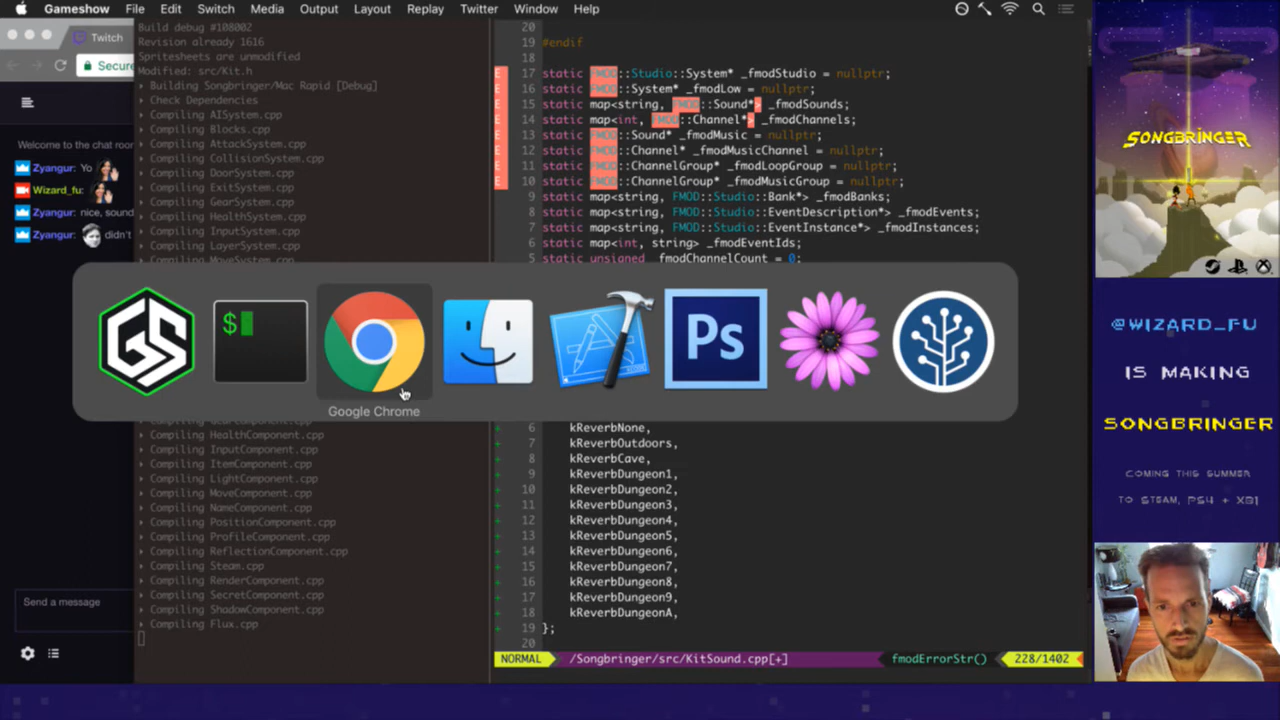 Gameshow File Edit Switch Media Output Layout Replay Twitter Window Help
Twitch
Secure
Welcome to the chat room
Zyangur: Yo
Wizard_fu:
Zyangur: nice, sound
Zyangur: didn't
Send a message
Build debug #108002
Revision already 1616
Spritesheets are unmodified
Modified: src/Kit.h
Building Songbringer/Mac Rapid [Debug]
Check Dependencies
Compiling AISystem.cpp
Compiling Blocks.cpp
Compiling AttackSystem.cpp
Compiling CollisionSystem.cpp
Compiling DoorSystem.cpp
Compiling ExitSystem.cpp
Compiling GearSystem.cpp
Compiling HealthSystem.cpp
Compiling InputSystem.cpp
Compiling LayerSystem.cpp
Compiling MoveSystem.cpp
Compiling HealthComponent.cpp
Compiling InputComponent.cpp
Compiling ItemComponent.cpp
Compiling LightComponent.cpp
Compiling MoveComponent.cpp
Compiling NameComponent.cpp
Compiling PositionComponent.cpp
Compiling ProfileComponent.cpp
Compiling ReflectionComponent.cpp
Compiling Steam.cpp
Compiling RenderComponent.cpp
Compiling SecretComponent.cpp
Compiling ShadowComponent.cpp
Compiling Flux.cpp
20
19 #endif
18
E 17 static FMOD::Studio::System* _fmodStudio = nullptr;
E 16 static FMOD::System* _fmodLow = nullptr;
E 15 static map<string, FMOD::Sound*> _fmodSounds;
E 14 static map<int, FMOD::Channel*> _fmodChannels;
E 13 static FMOD::Sound* _fmodMusic = nullptr;
E 12 static FMOD::Channel* _fmodMusicChannel = nullptr;
E 11 static FMOD::ChannelGroup* _fmodLoopGroup = nullptr;
E 10 static FMOD::ChannelGroup* _fmodMusicGroup = nullptr;
9 static map<string, FMOD::Studio::Bank*> _fmodBanks;
8 static map<string, FMOD::Studio::EventDescription*> _fmodEvents;
7 static map<string, FMOD::Studio::EventInstance*> _fmodInstances;
6 static map<int, string> _fmodEventIds;
5 static unsigned _fmodChannelCount = 0;
$
Ps
Google Chrome
+ 6 kReverbNone,
+ 7 kReverbOutdoors,
+ 8 kReverbCave,
+ 9 kReverbDungeon1,
+ 10 kReverbDungeon2,
+ 11 kReverbDungeon3,
+ 12 kReverbDungeon4,
+ 13 kReverbDungeon5,
+ 14 kReverbDungeon6,
+ 15 kReverbDungeon7,
+ 16 kReverbDungeon8,
+ 17 kReverbDungeon9,
+ 18 kReverbDungeonA,
+ 19 };
20
NORMAL /Songbringer/src/KitSound.cpp[+] fmodErrorStr() 228/1402
SONGBRINGER
@WIZARD_FU
IS MAKING
SONGBRINGER
COMING THIS SUMMER
TO STEAM, PS4 + XB1